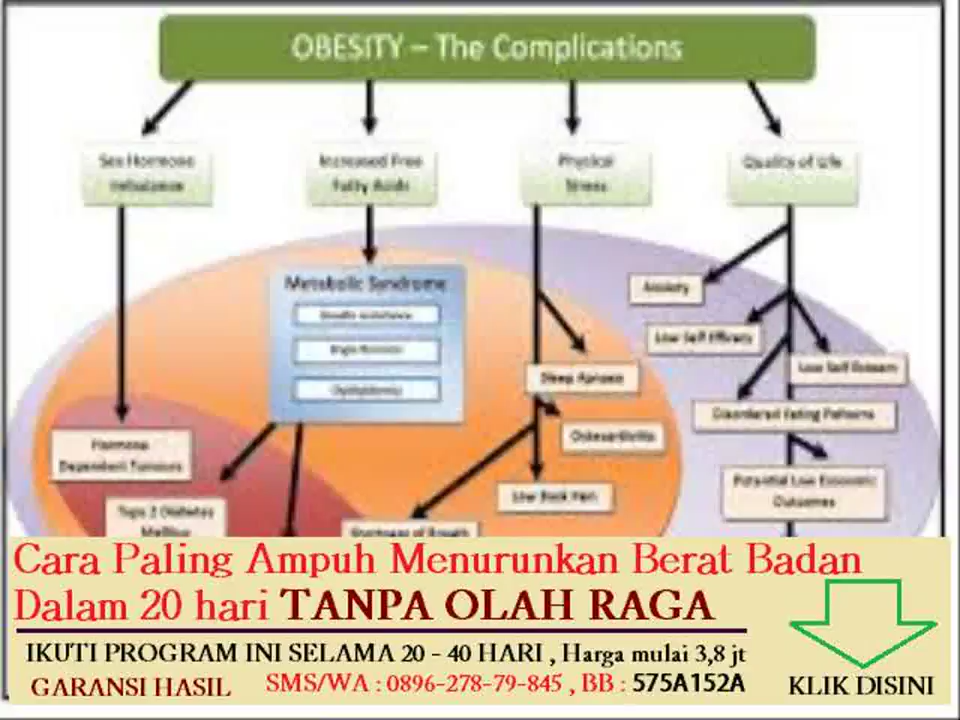 OBESITY – The Complications
Sex Hormone
Imbalance
Increased Free
Fatty Acids
Physical
Stress
Quality of Life
Metabolic Syndrome
Anxiety
Low Self Efficacy
Low Self Esteem
Sleep Apnoea
Disordered Eating Patterns
Osteoarthritis
Hormone
Dependent Tumours
Low Back Pain
Potential Low Economic
Outcomes
Type 2 Diabetes
Mellitus
Shortness of Breath
Cara Paling Ampuh Menurunkan Berat Badan
Dalam 20 hari TANPA OLAH RAGA
IKUTI PROGRAM INI SELAMA 20 - 40 HARI , Harga mulai 3,8 jt
GARANSI HASIL SMS/WA : 0896-278-79-845 , BB : 575A152A
KLIK DISINI